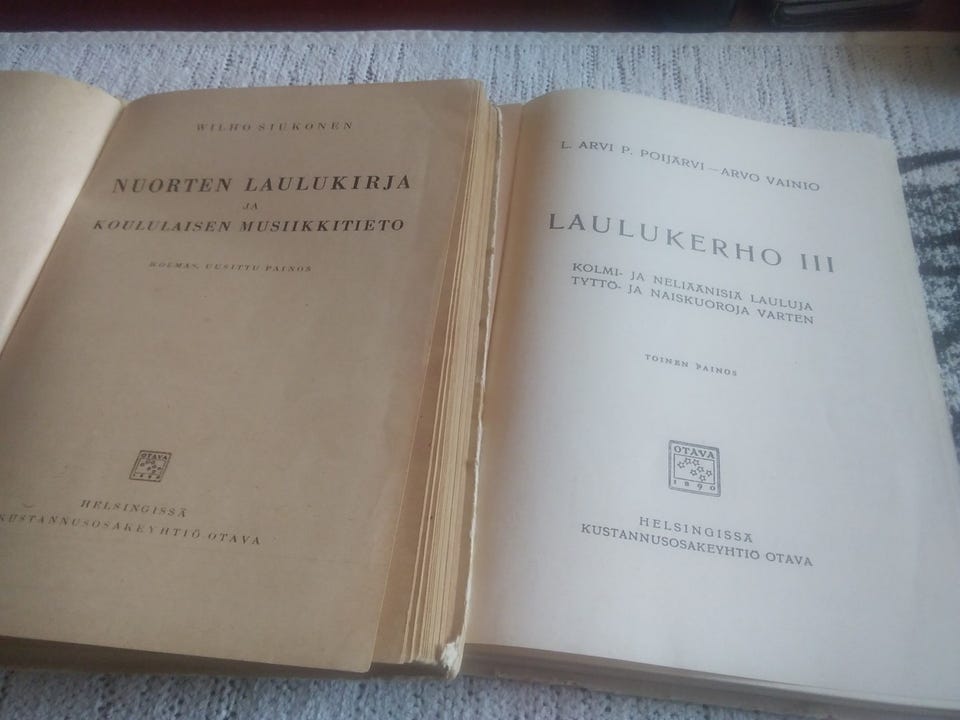 WILHO SIUKONEN
NUORTEN LAULUKIRJA
JA
KOULULAISEN MUSIIKKITIETO
KOLMAS, UUSITTU PAINOS
OTAVA
1890
HELSINGISSÄ
KUSTANNUSOSAKEYHTIÖ OTAVA
L. ARVI P. POIJÄRVI — ARVO VAINIO
LAULUKERHO III
KOLMI- JA NELIÄÄNISIÄ LAULUJA
TYTTÖ- JA NAISKUOROJA VARTEN
TOINEN PAINOS
OTAVA
1890
HELSINGISSÄ
KUSTANNUSOSAKEYHTIÖ OTAVA